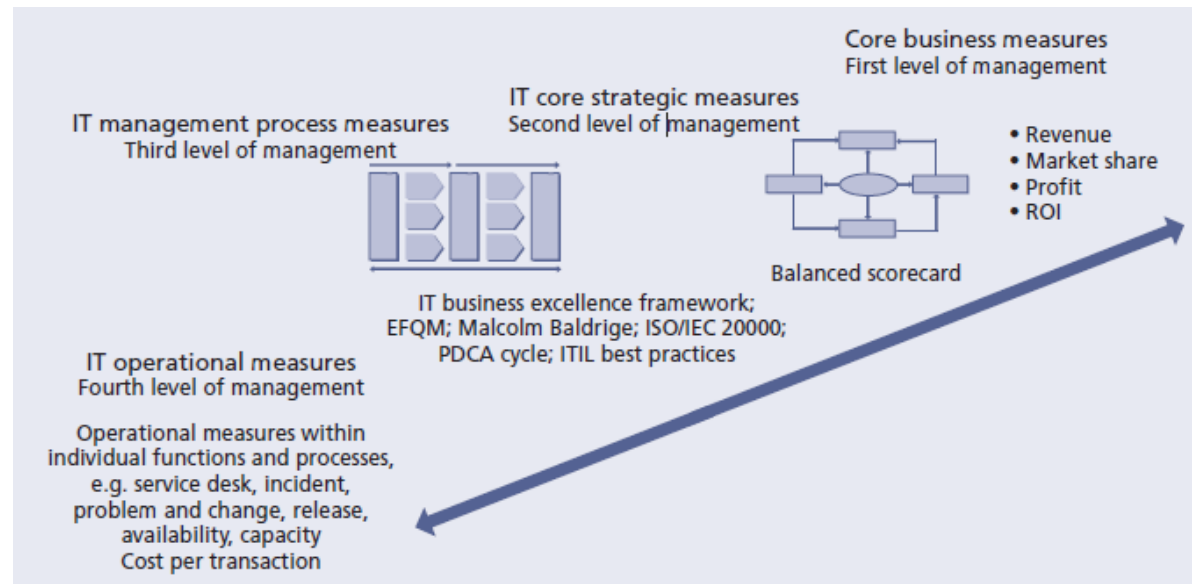 Core business measures
First level of management
• Revenue
• Market share
• Profit
• ROI
IT core strategic measures
Second level of management
Balanced scorecard
IT management process measures
Third level of management
IT business excellence framework;
EFQM; Malcolm Baldrige; ISO/IEC 20000;
PDCA cycle; ITIL best practices
IT operational measures
Fourth level of management
Operational measures within
individual functions and processes,
e.g. service desk, incident,
problem and change, release,
availability, capacity
Cost per transaction